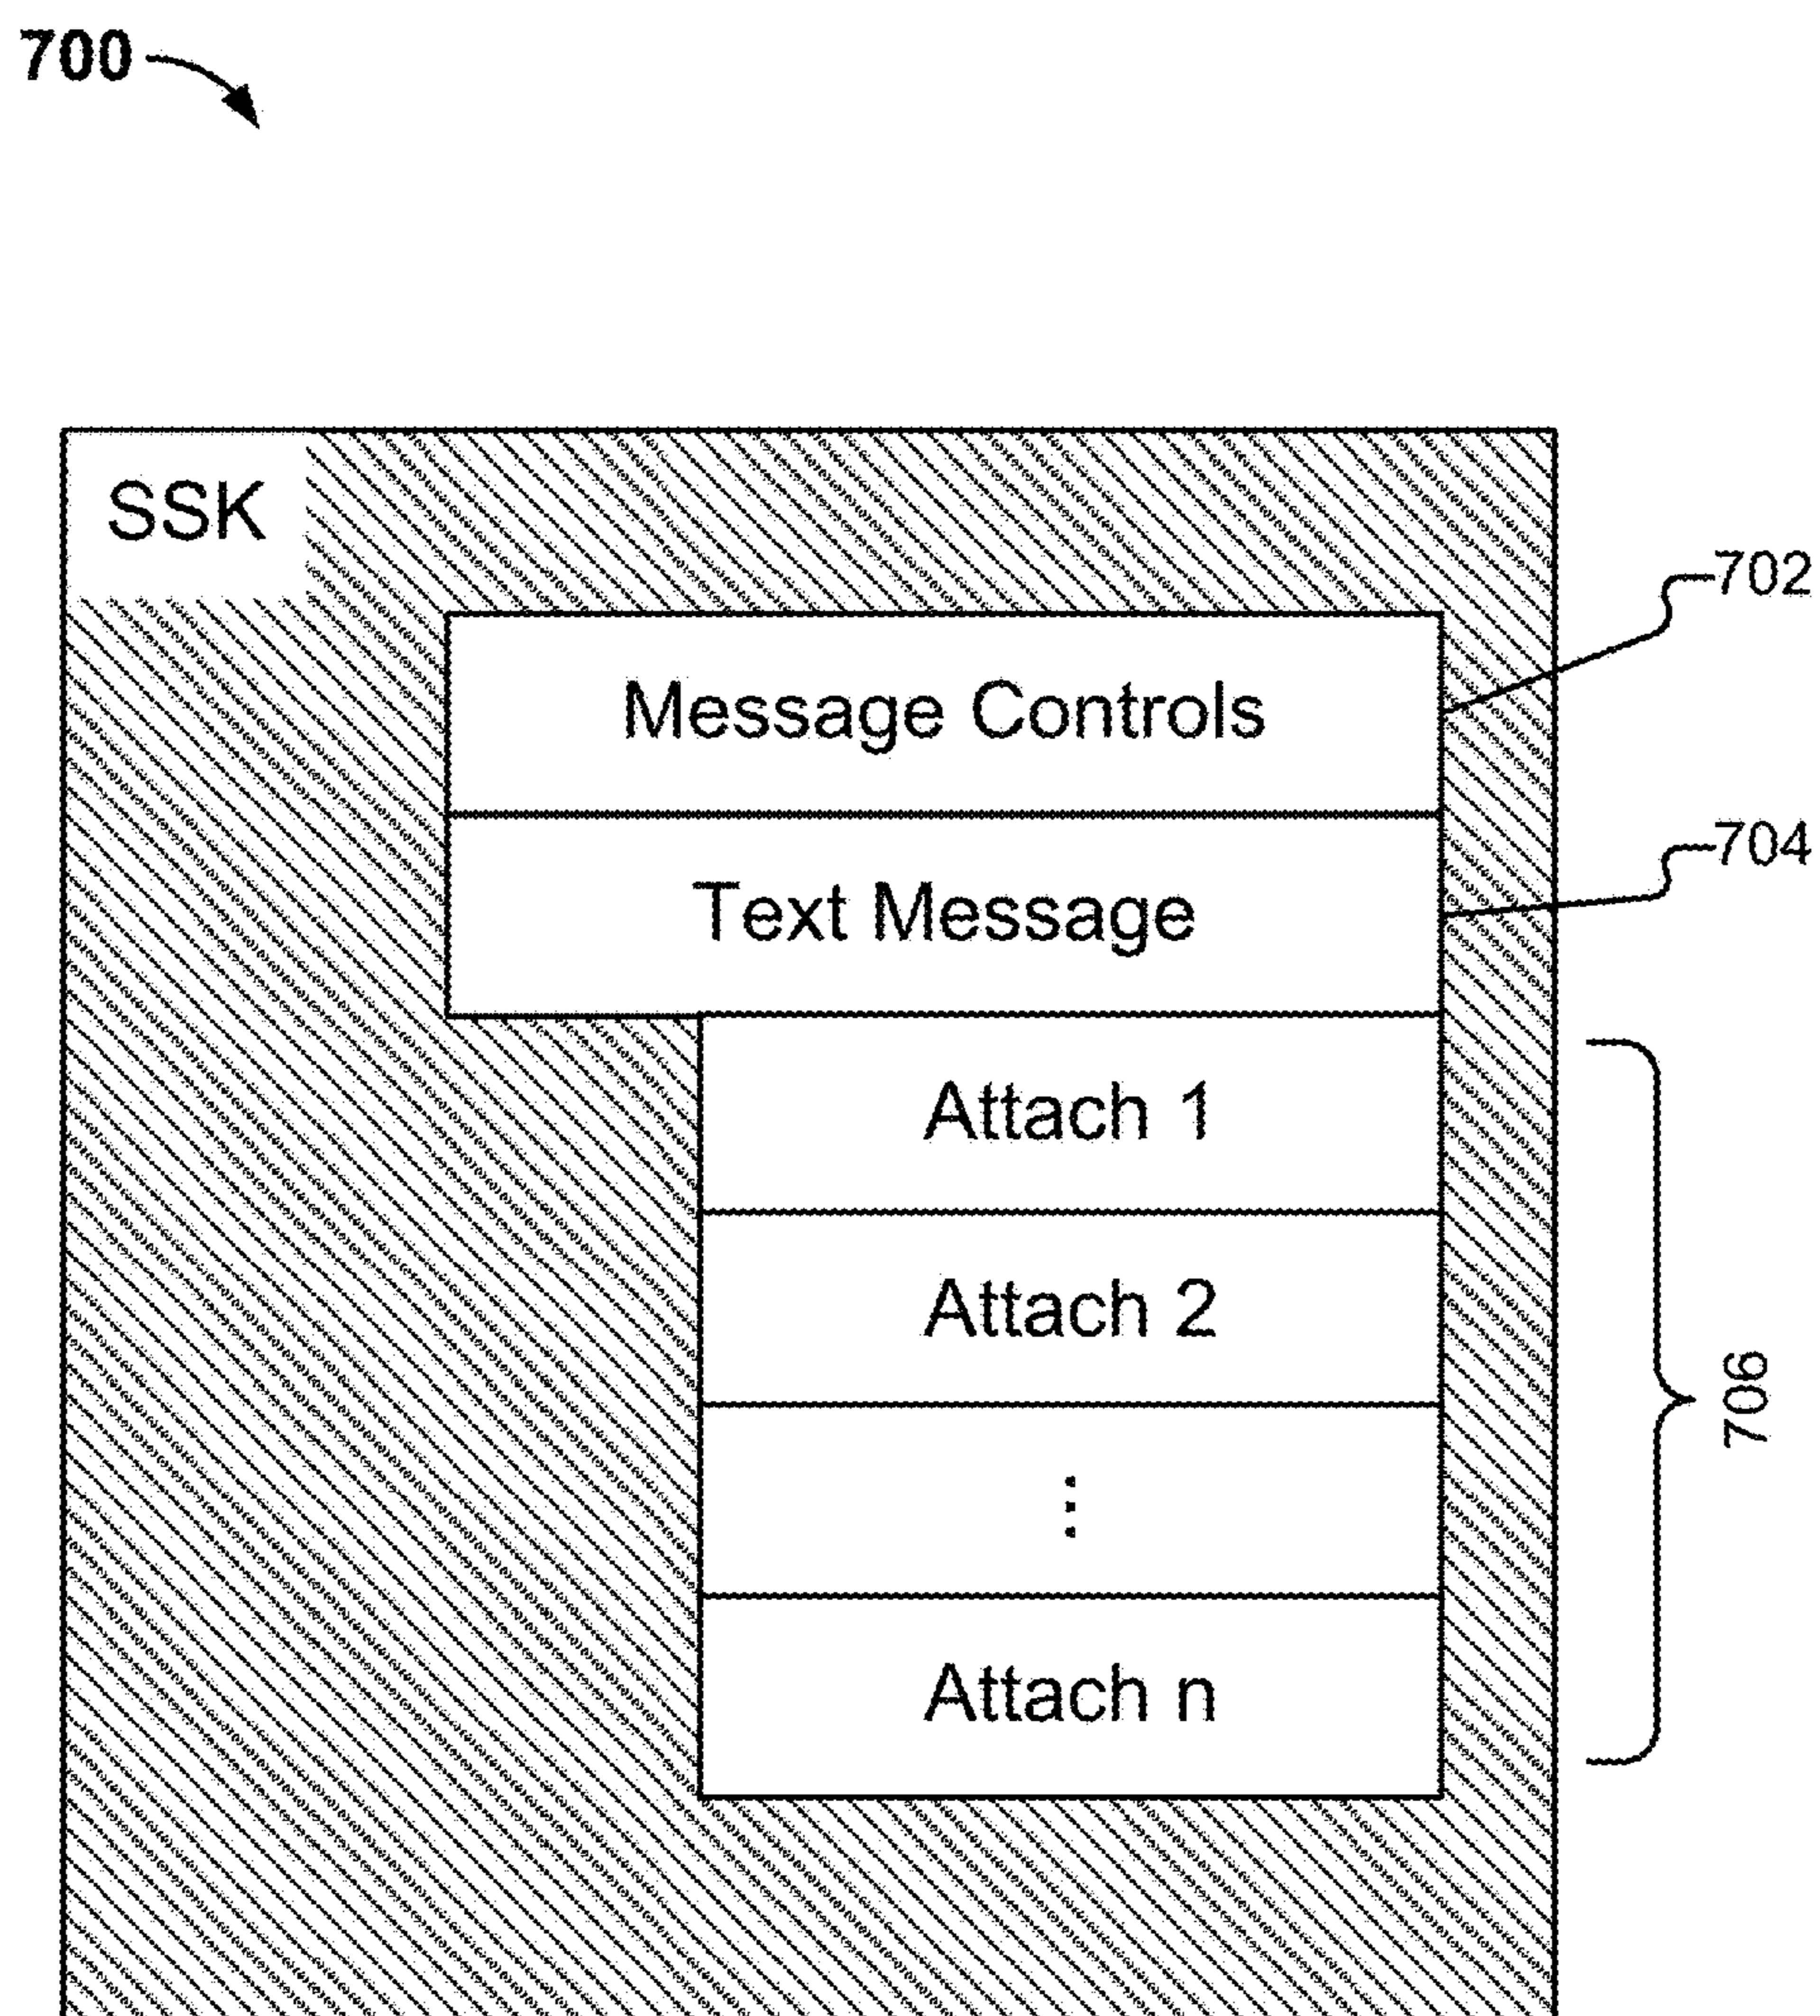 700
SSK
702
Message Controls
704
Text Message
Attach 1
Attach 2
⋮
706
Attach n